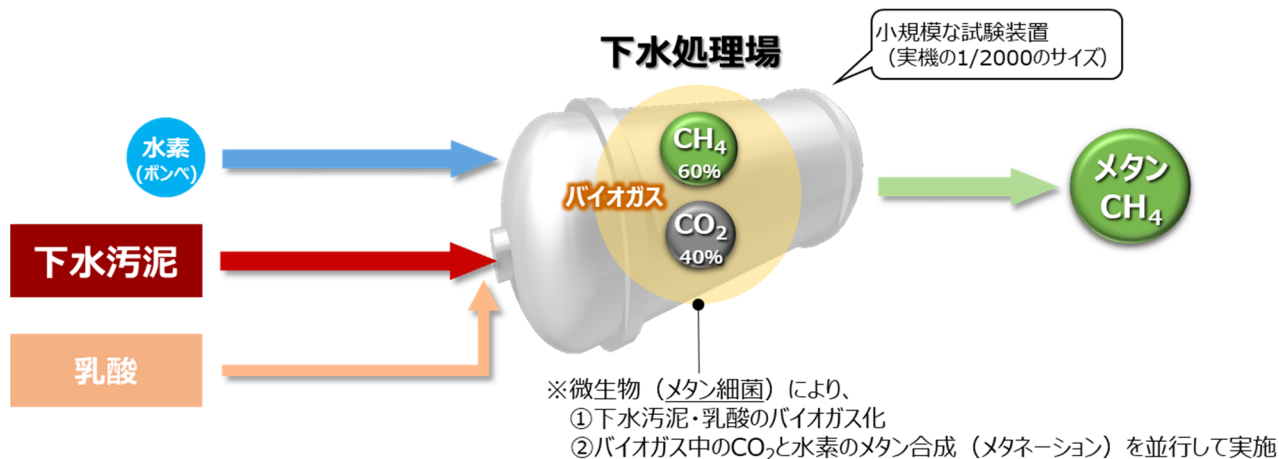 下水処理場
小規模な試験装置
（実機の1/2000のサイズ）
水素
(ボンベ)
下水汚泥
乳酸
バイオガス
CH₄
60%
CO₂
40%
メタン
CH₄
※微生物（メタン細菌）により、
①下水汚泥・乳酸のバイオガス化
②バイオガス中のCO₂と水素のメタン合成（メタネーション）を並行して実施